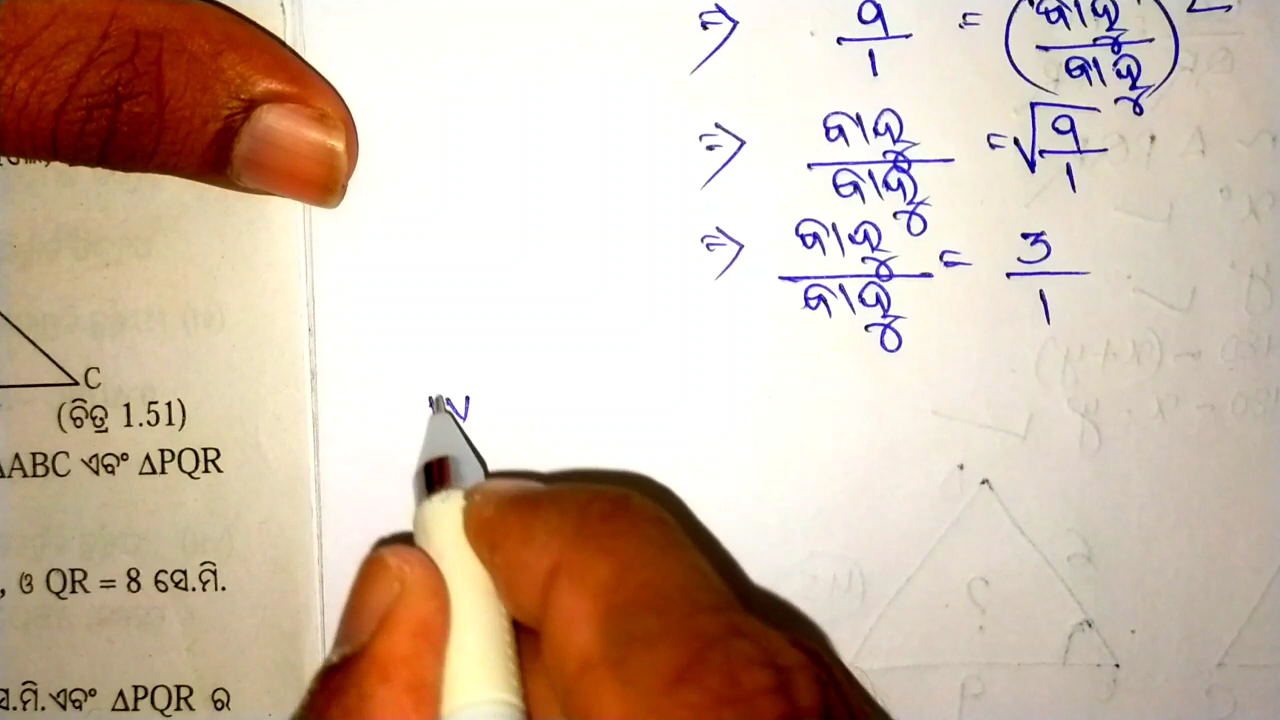 ⇒ 9/1 = (ବାହୁ/ବାହୁ)²
⇒ ବାହୁ/ବାହୁ = √9/1
⇒ ବାହୁ/ବାହୁ = 3/1
C
(ଚିତ୍ର 1.51)
ABC ଏବଂ ΔPQR
, ଓ QR = 8 ସେ.ମି.
ସେ.ମି. ଏବଂ ΔPQR ର